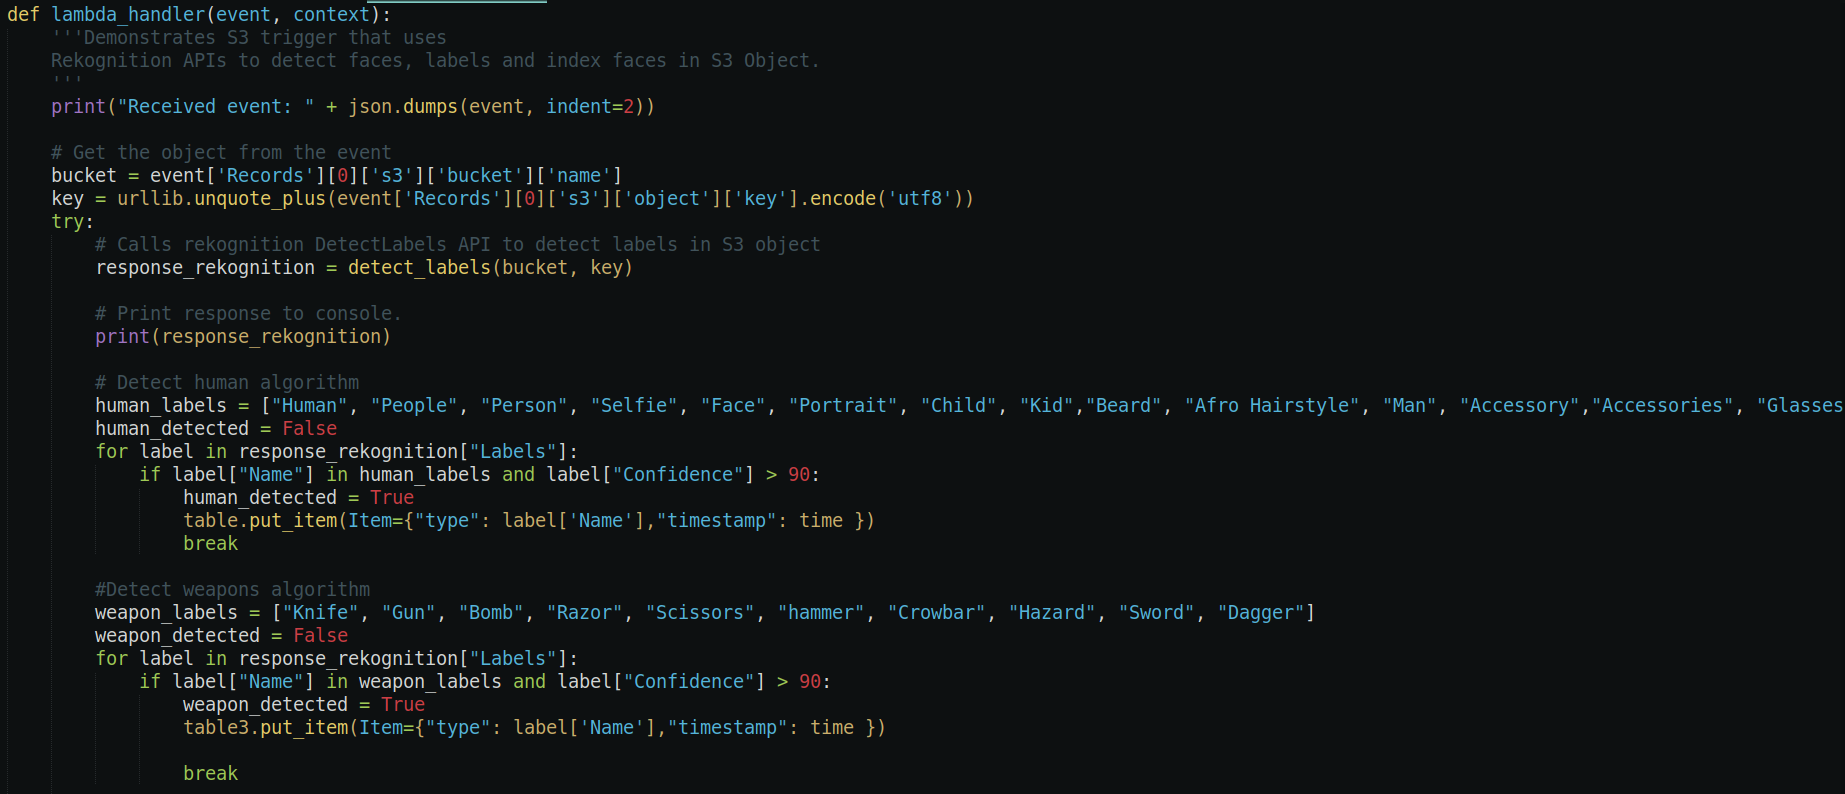 def lambda_handler(event, context):
    '''Demonstrates S3 trigger that uses
    Rekognition APIs to detect faces, labels and index faces in S3 Object.
    '''
    print("Received event: " + json.dumps(event, indent=2))
    # Get the object from the event
    bucket = event['Records'][0]['s3']['bucket']['name']
    key = urllib.unquote_plus(event['Records'][0]['s3']['object']['key'].encode('utf8'))
    try:
        # Calls rekognition DetectLabels API to detect labels in S3 object
        response_rekognition = detect_labels(bucket, key)
        # Print response to console.
        print(response_rekognition)
        # Detect human algorithm
        human_labels = ["Human", "People", "Person", "Selfie", "Face", "Portrait", "Child", "Kid","Beard", "Afro Hairstyle", "Man", "Accessory","Accessories", "Glasses
        human_detected = False
        for label in response_rekognition["Labels"]:
            if label["Name"] in human_labels and label["Confidence"] > 90:
                human_detected = True
                table.put_item(Item={"type": label['Name'],"timestamp": time })
                break
        #Detect weapons algorithm
        weapon_labels = ["Knife", "Gun", "Bomb", "Razor", "Scissors", "hammer", "Crowbar", "Hazard", "Sword", "Dagger"]
        weapon_detected = False
        for label in response_rekognition["Labels"]:
            if label["Name"] in weapon_labels and label["Confidence"] > 90:
                weapon_detected = True
                table3.put_item(Item={"type": label['Name'],"timestamp": time })
                break